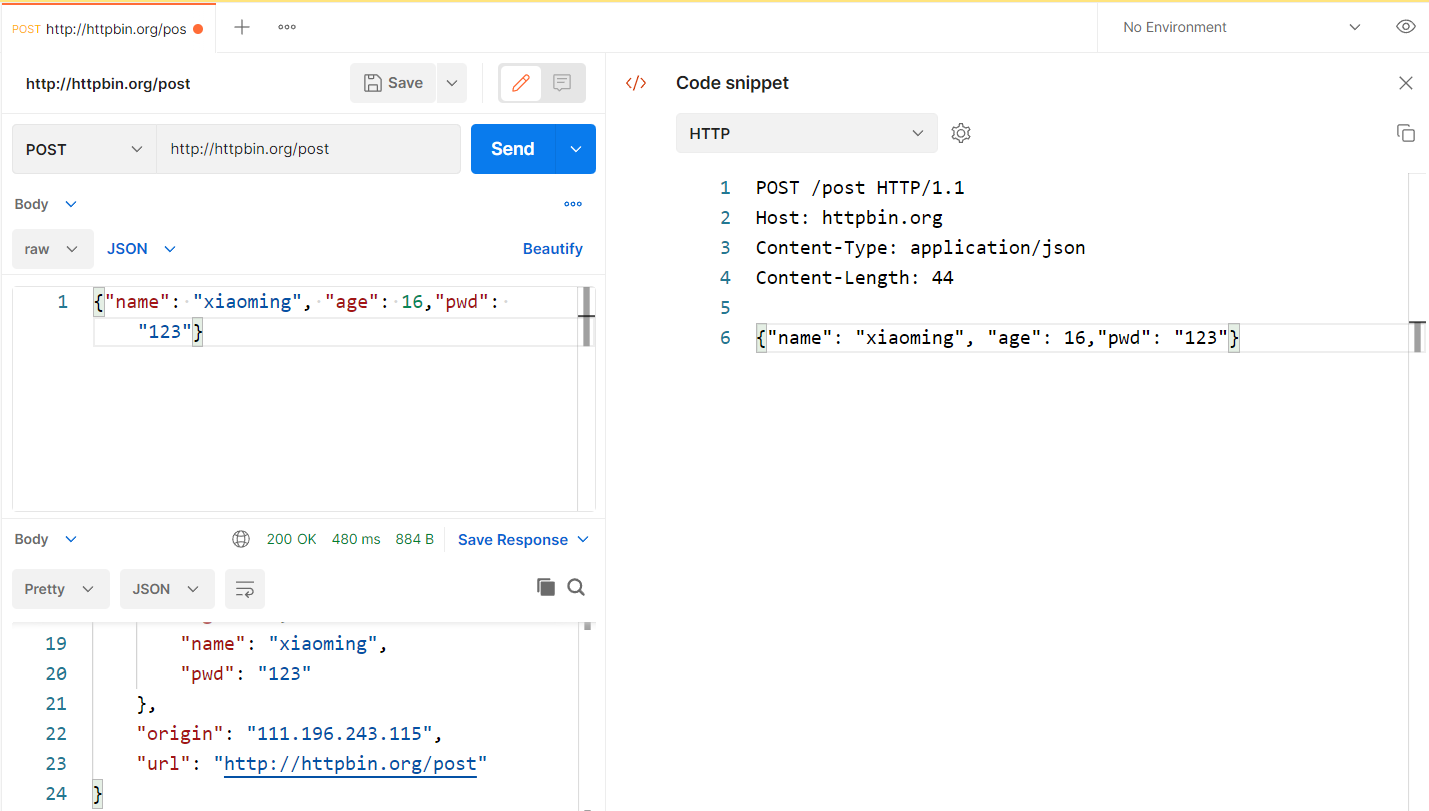 POST http://httpbin.org/pos
No Environment
http://httpbin.org/post
Save
Code snippet
POST
http://httpbin.org/post
Send
HTTP
Body
raw
JSON
Beautify
1 {"name": "xiaoming", "age": 16,"pwd":
"123"}
1 POST /post HTTP/1.1
2 Host: httpbin.org
3 Content-Type: application/json
4 Content-Length: 44
5
6 {"name": "xiaoming", "age": 16,"pwd": "123"}
Body
200 OK 480 ms 884 B Save Response
Pretty
JSON
19 "name": "xiaoming",
20 "pwd": "123"
21 },
22 "origin": "111.196.243.115",
23 "url": "http://httpbin.org/post"
24 }